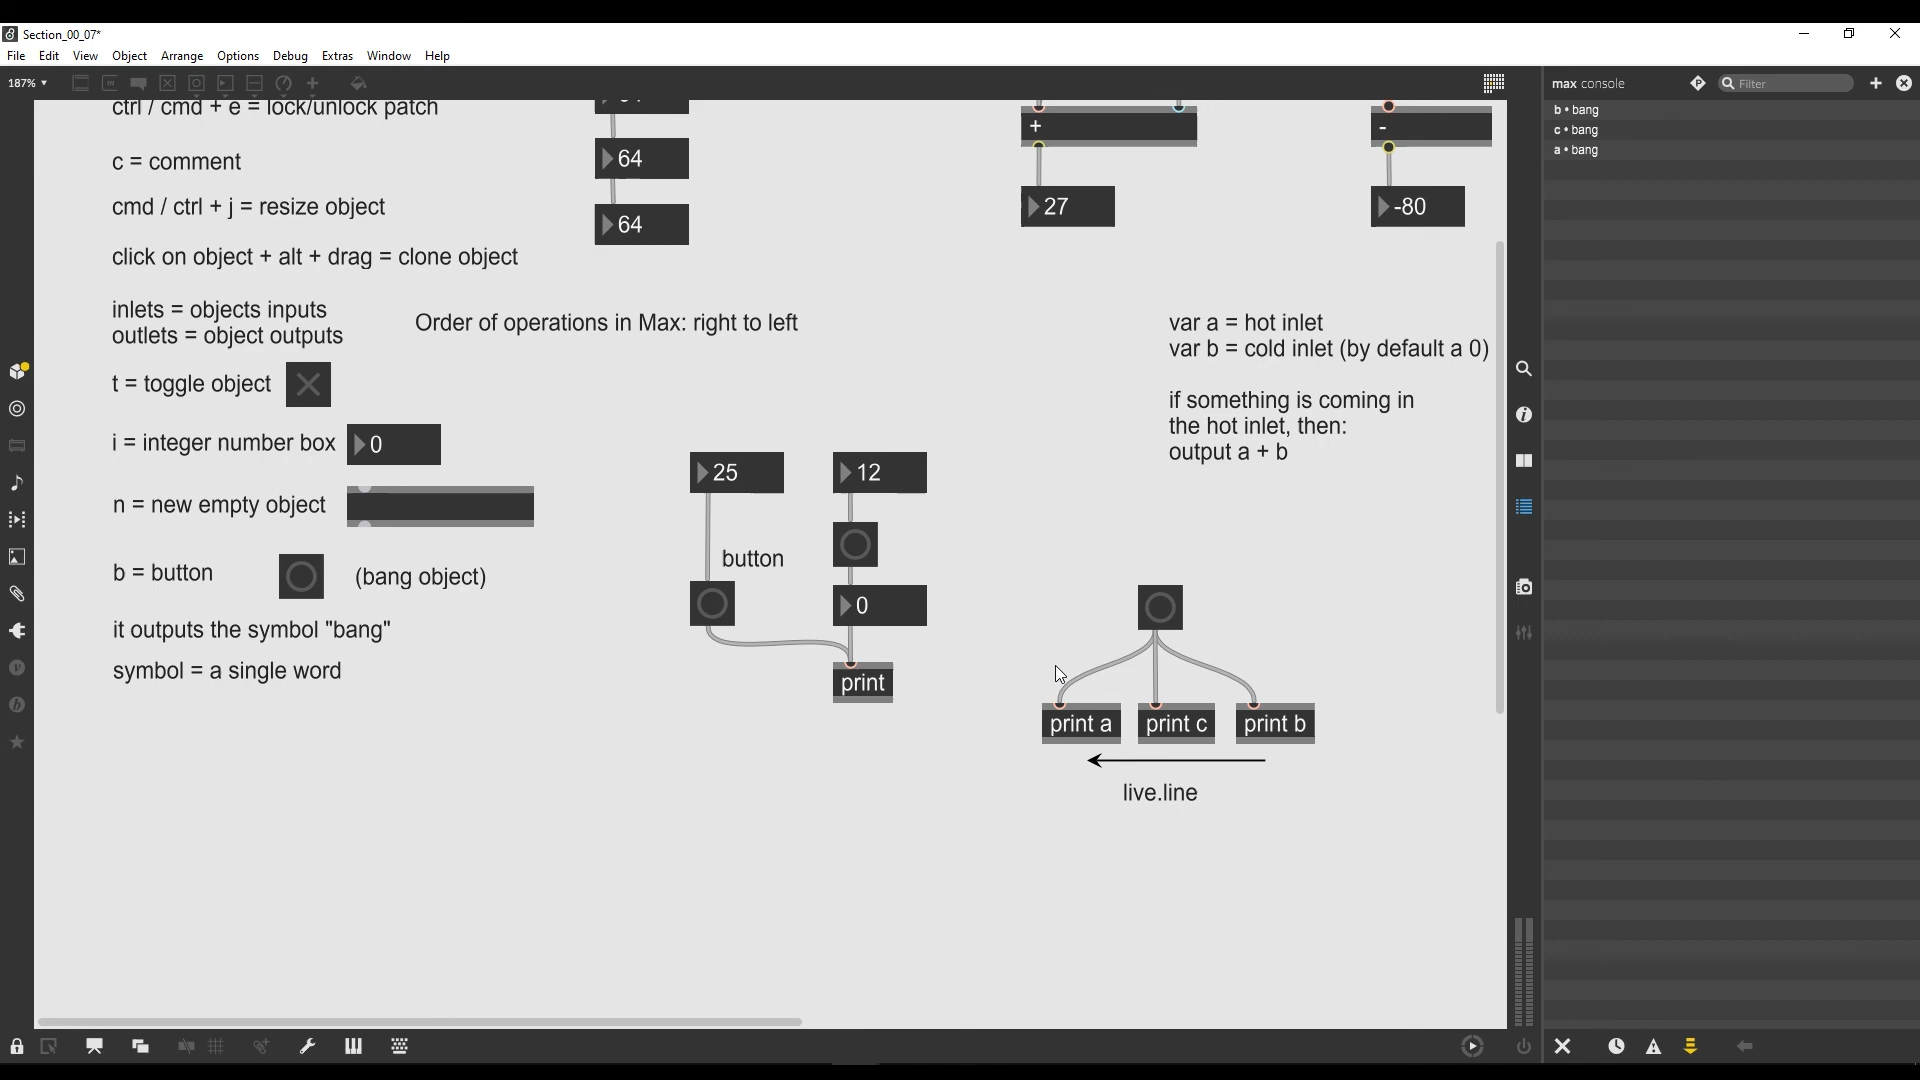 Section_00_07*
File Edit View Object Arrange Options Debug Extras Window Help
187%
max console
Filter
b • bang
c • bang
a • bang
ctrl / cmd + e = lock/unlock patch
c = comment
cmd / ctrl + j = resize object
click on object + alt + drag = clone object
inlets = objects inputs
outlets = object outputs
t = toggle object
i = integer number box
0
n = new empty object
b = button
(bang object)
it outputs the symbol "bang"
symbol = a single word
64
64
Order of operations in Max: right to left
25
12
button
0
print
+
27
-
-80
var a = hot inlet
var b = cold inlet (by default a 0)
if something is coming in
the hot inlet, then:
output a + b
print a
print c
print b
live.line